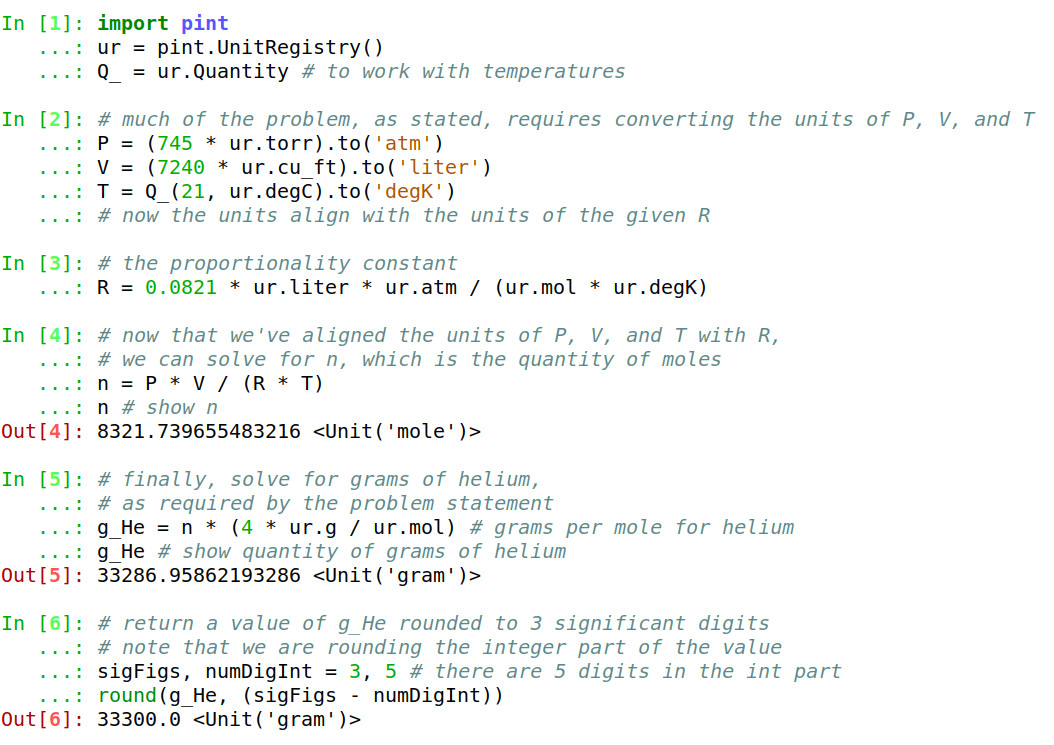 In [1]: import pint
   ...: ur = pint.UnitRegistry()
   ...: Q_ = ur.Quantity # to work with temperatures

In [2]: # much of the problem, as stated, requires converting the units of P, V, and T
   ...: P = (745 * ur.torr).to('atm')
   ...: V = (7240 * ur.cu_ft).to('liter')
   ...: T = Q_(21, ur.degC).to('degK')
   ...: # now the units align with the units of the given R

In [3]: # the proportionality constant
   ...: R = 0.0821 * ur.liter * ur.atm / (ur.mol * ur.degK)

In [4]: # now that we've aligned the units of P, V, and T with R,
   ...: # we can solve for n, which is the quantity of moles
   ...: n = P * V / (R * T)
   ...: n # show n
Out[4]: 8321.739655483216 <Unit('mole')>

In [5]: # finally, solve for grams of helium,
   ...: # as required by the problem statement
   ...: g_He = n * (4 * ur.g / ur.mol) # grams per mole for helium
   ...: g_He # show quantity of grams of helium
Out[5]: 33286.95862193286 <Unit('gram')>

In [6]: # return a value of g_He rounded to 3 significant digits
   ...: # note that we are rounding the integer part of the value
   ...: sigFigs, numDigInt = 3, 5 # there are 5 digits in the int part
   ...: round(g_He, (sigFigs - numDigInt))
Out[6]: 33300.0 <Unit('gram')>